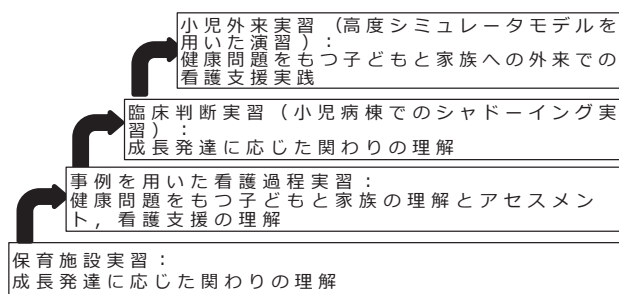 小児外来実習（高度シミュレータモデルを
用いた演習）：
健康問題をもつ子どもと家族への外来での
看護支援実践
臨床判断実習（小児病棟でのシャドーイング実
習）：
成長発達に応じた関わりの理解
事例を用いた看護過程実習：
健康問題をもつ子どもと家族の理解とアセスメン
ト，看護支援の理解
保育施設実習：
成長発達に応じた関わりの理解